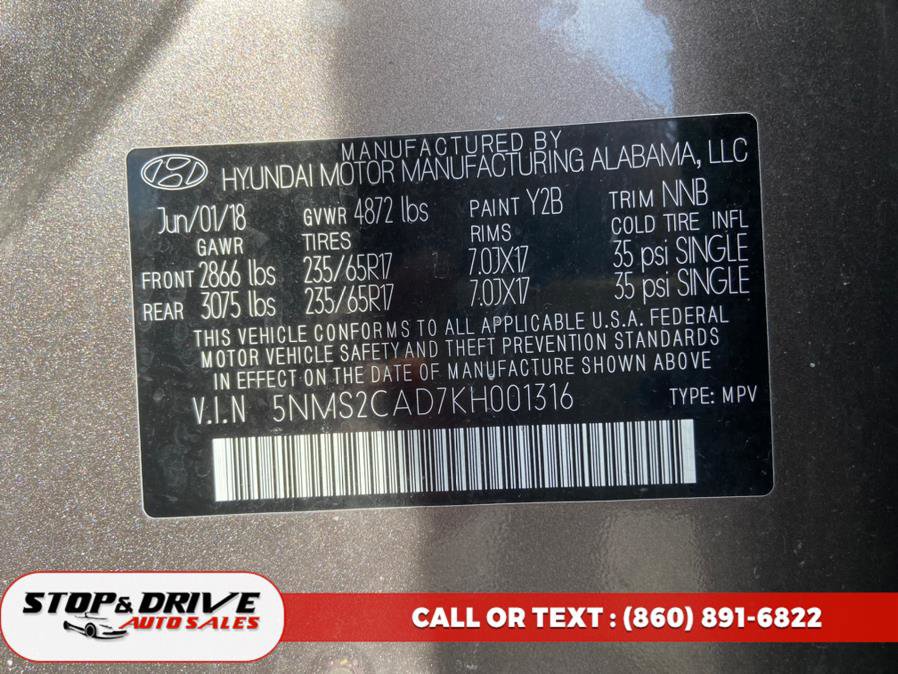 MANUFACTURED BY
HYUNDAI MOTOR MANUFACTURING ALABAMA, LLC
Jun/01/18 GVWR 4872 lbs PAINT Y2B TRIM NNB
GAWR TIRES RIMS COLD TIRE INFL
FRONT 2866 lbs 235/65R17 7.0JX17 35 psi SINGLE
REAR 3075 lbs 235/65R17 7.0JX17 35 psi SINGLE
THIS VEHICLE CONFORMS TO ALL APPLICABLE U.S.A. FEDERAL
MOTOR VEHICLE SAFETY AND THEFT PREVENTION STANDARDS
IN EFFECT ON THE DATE OF MANUFACTURE SHOWN ABOVE
V.I.N 5NMS2CAD7KH001316 TYPE: MPV
STOP & DRIVE
AUTO SALES
CALL OR TEXT : (860) 891-6822